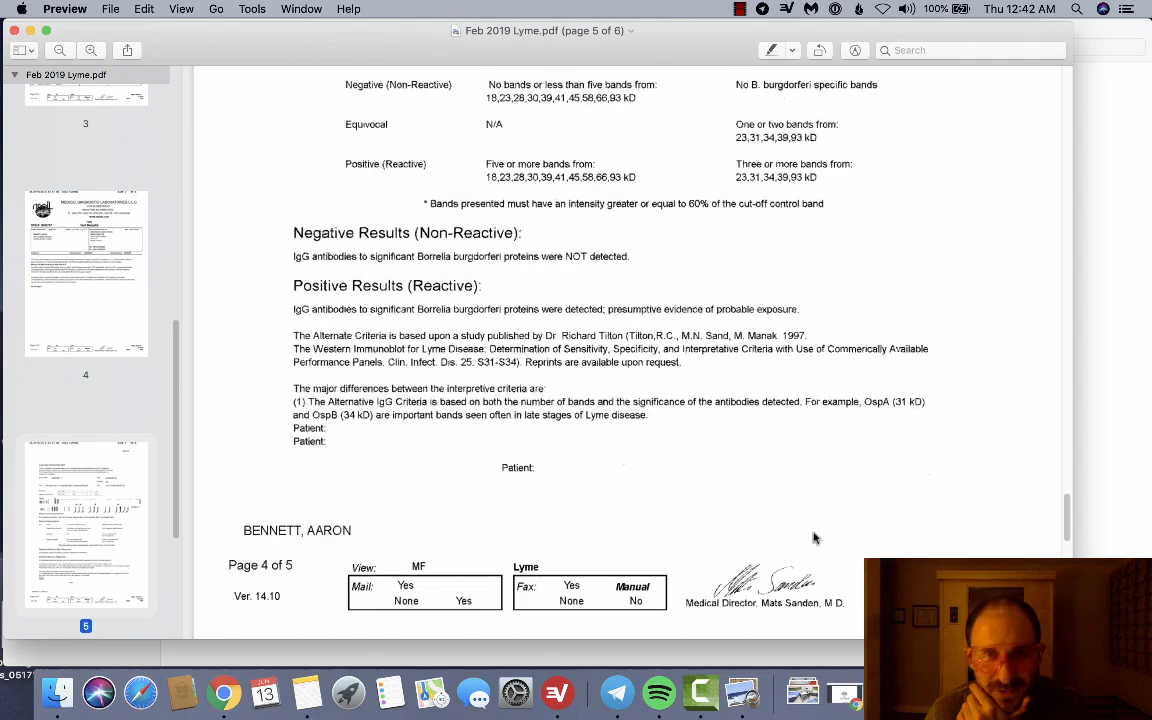 Preview File Edit View Go Tools Window Help 100% Thu 12:42 AM
Feb 2019 Lyme.pdf (page 5 of 6)
Search
Feb 2019 Lyme.pdf
3
MEDICAL DIAGNOSTIC LABORATORIES L.L.C.
4
5
Negative (Non-Reactive) No bands or less than five bands from: No B. burgdorferi specific bands
18,23,28,30,39,41,45,58,66,93 kD
Equivocal N/A One or two bands from:
23,31,34,39,93 kD
Positive (Reactive) Five or more bands from: Three or more bands from:
18,23,28,30,39,41,45,58,66,93 kD 23,31,34,39,93 kD
* Bands presented must have an intensity greater or equal to 60% of the cut-off control band
Negative Results (Non-Reactive):
IgG antibodies to significant Borrelia burgdorferi proteins were NOT detected.
Positive Results (Reactive):
IgG antibodies to significant Borrelia burgdorferi proteins were detected; presumptive evidence of probable exposure.
The Alternate Criteria is based upon a study published by Dr. Richard Tilton (Tilton,R.C., M.N. Sand, M. Manak. 1997.
The Western Immunoblot for Lyme Disease: Determination of Sensitivity, Specificity, and Interpretative Criteria with Use of Commerically Available
Performance Panels. Clin. Infect. Dis. 25: S31-S34). Reprints are available upon request.
The major differences between the interpretive criteria are:
(1) The Alternative IgG Criteria is based on both the number of bands and the significance of the antibodies detected. For example, OspA (31 kD)
and OspB (34 kD) are important bands seen often in late stages of Lyme disease.
Patient:
Patient:
Patient:
BENNETT, AARON
Page 4 of 5 View: MF Lyme
Mail: Yes Fax: Yes Manual
Ver. 14.10 None Yes None No
Medical Director, Mats Sanden, M D.
s_0517
JUN
13